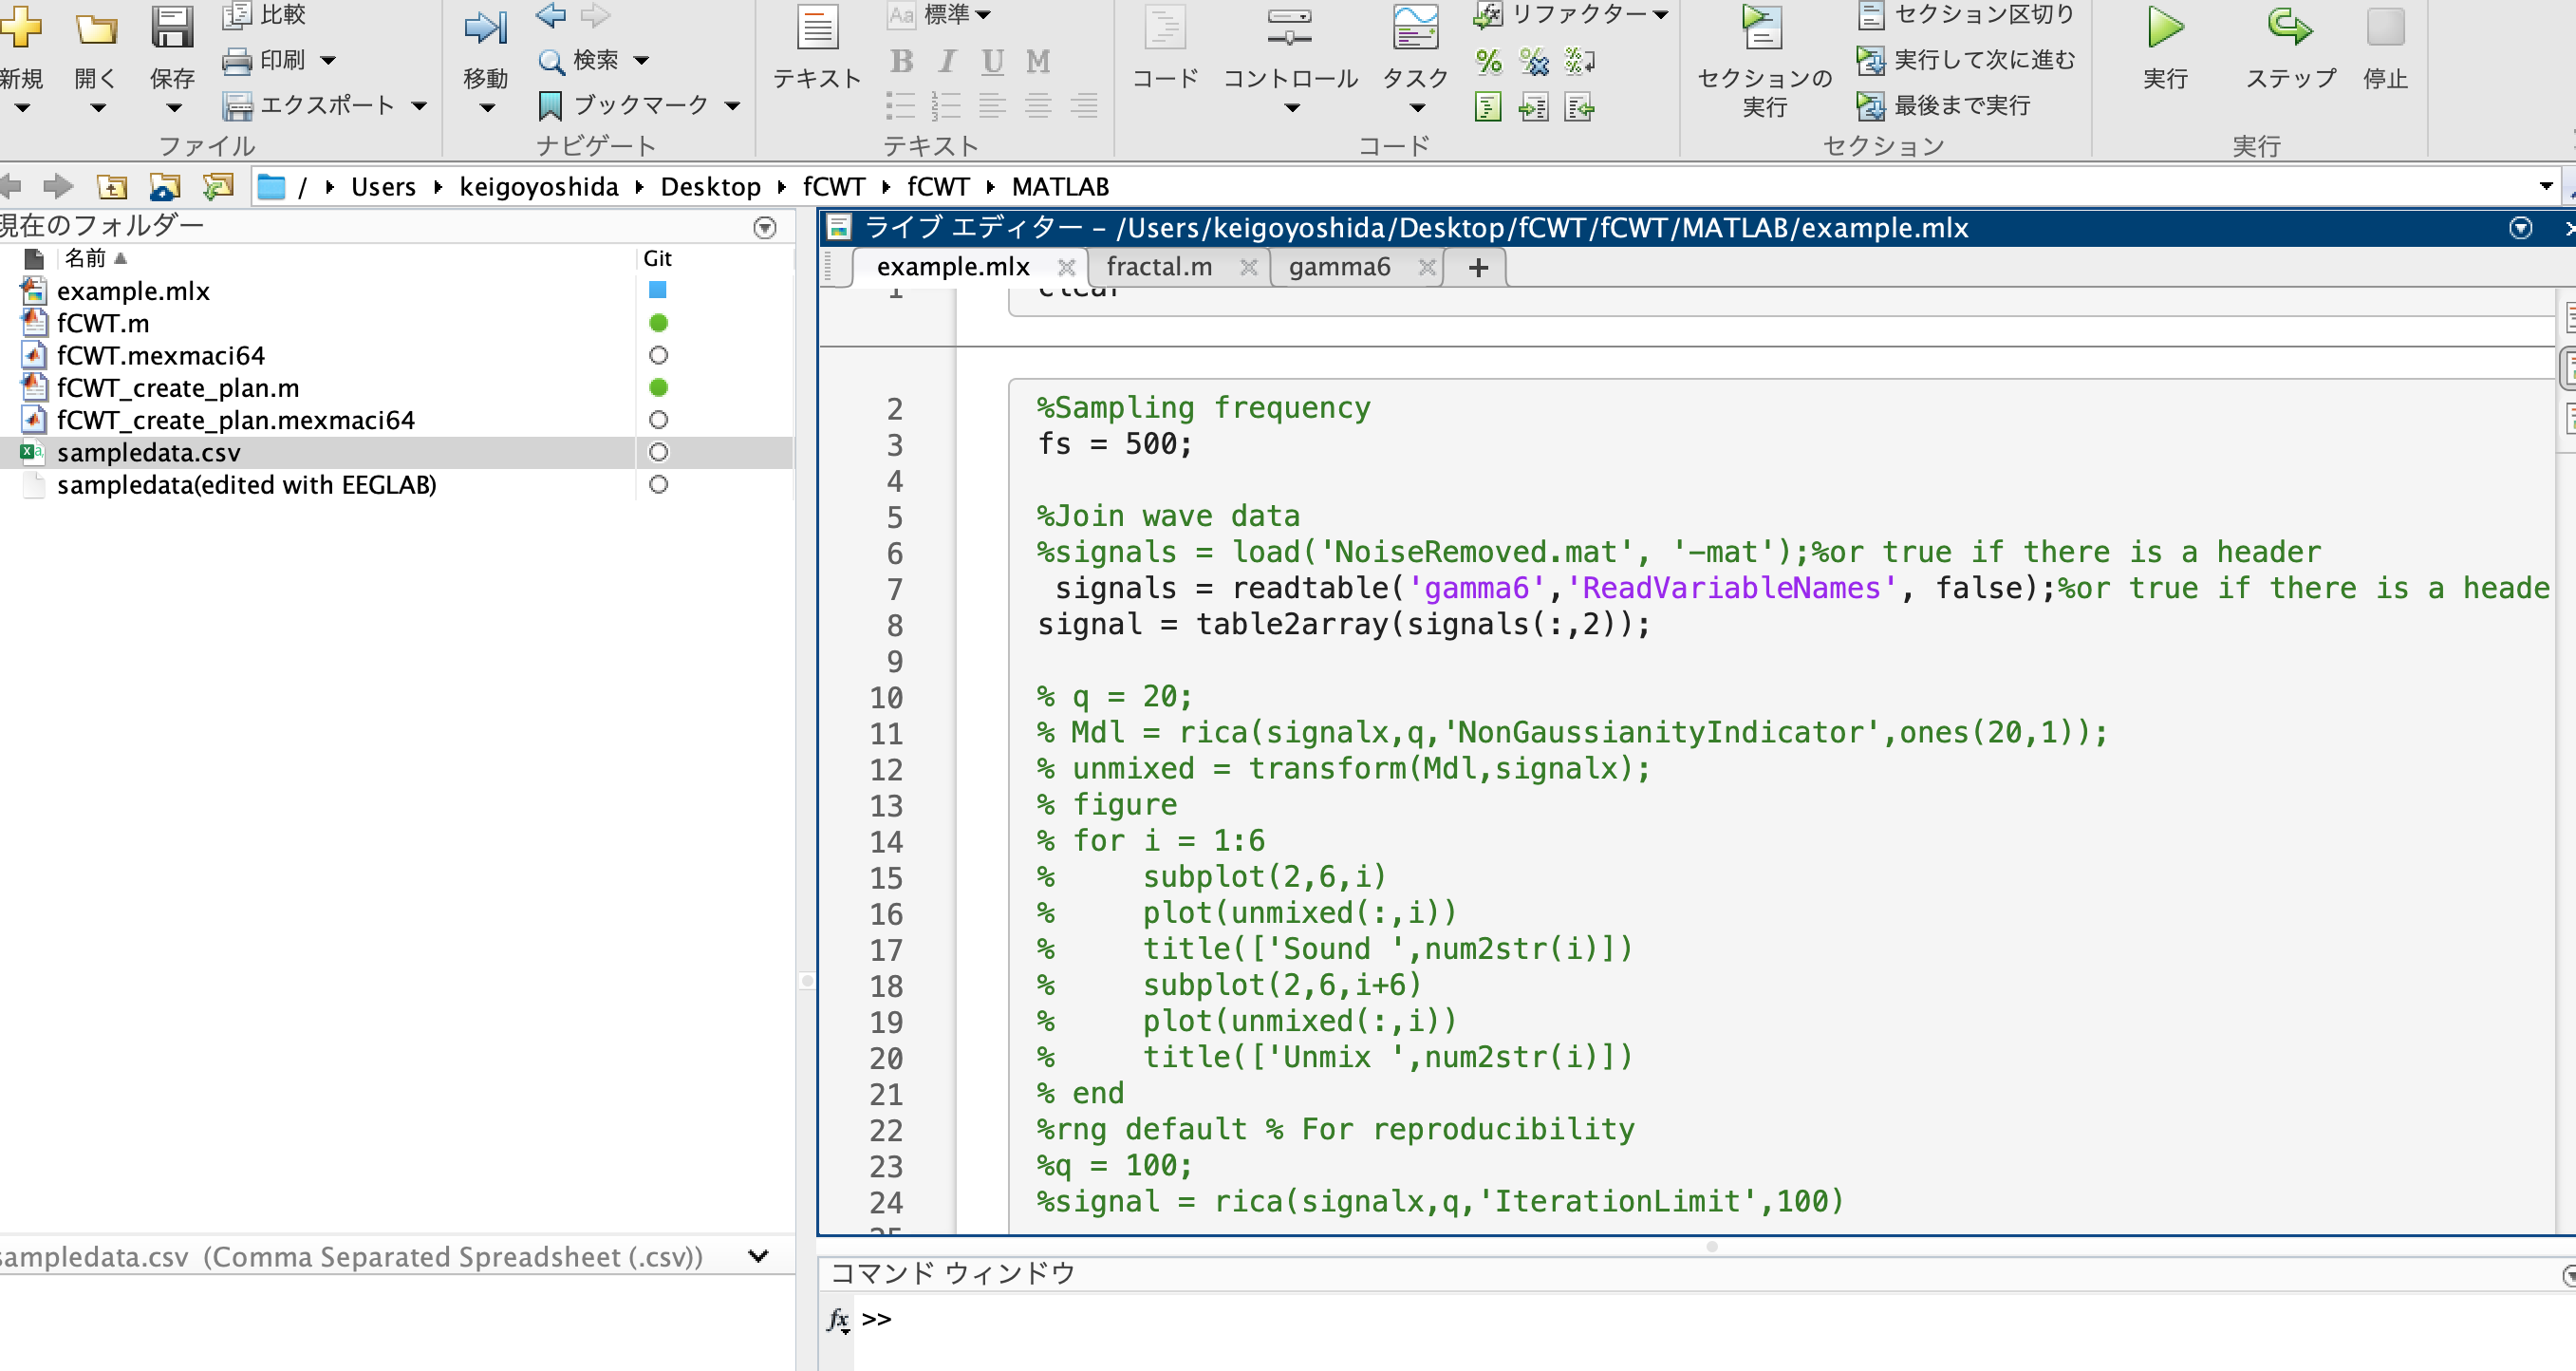 比較
標準
リファクター
セクション区切り
新規
開く
保存
印刷
移動
検索
テキスト
B I U M
コード
コントロール
タスク
セクションの
実行
実行して次に進む
実行
ステップ
停止
エクスポート
ブックマーク
最後まで実行
ファイル
ナビゲート
テキスト
コード
セクション
実行
/ Users keigoyoshida Desktop fCWT fCWT MATLAB
現在のフォルダー
名前 Git
example.mlx
fCWT.m
fCWT.mexmaci64
fCWT_create_plan.m
fCWT_create_plan.mexmaci64
sampledata.csv
sampledata(edited with EEGLAB)
sampledata.csv (Comma Separated Spreadsheet (.csv))
ライブ エディター – /Users/keigoyoshida/Desktop/fCWT/fCWT/MATLAB/example.mlx
example.mlx fractal.m gamma6 +
1 clear
2 %Sampling frequency
3 fs = 500;
4
5 %Join wave data
6 %signals = load('NoiseRemoved.mat', '-mat');%or true if there is a header
7 signals = readtable('gamma6','ReadVariableNames', false);%or true if there is a heade
8 signal = table2array(signals(:,2));
9
10 % q = 20;
11 % Mdl = rica(signalx,q,'NonGaussianityIndicator',ones(20,1));
12 % unmixed = transform(Mdl,signalx);
13 % figure
14 % for i = 1:6
15 %     subplot(2,6,i)
16 %     plot(unmixed(:,i))
17 %     title(['Sound ',num2str(i)])
18 %     subplot(2,6,i+6)
19 %     plot(unmixed(:,i))
20 %     title(['Unmix ',num2str(i)])
21 % end
22 %rng default % For reproducibility
23 %q = 100;
24 %signal = rica(signalx,q,'IterationLimit',100)
25
コマンド ウィンドウ
fx >>